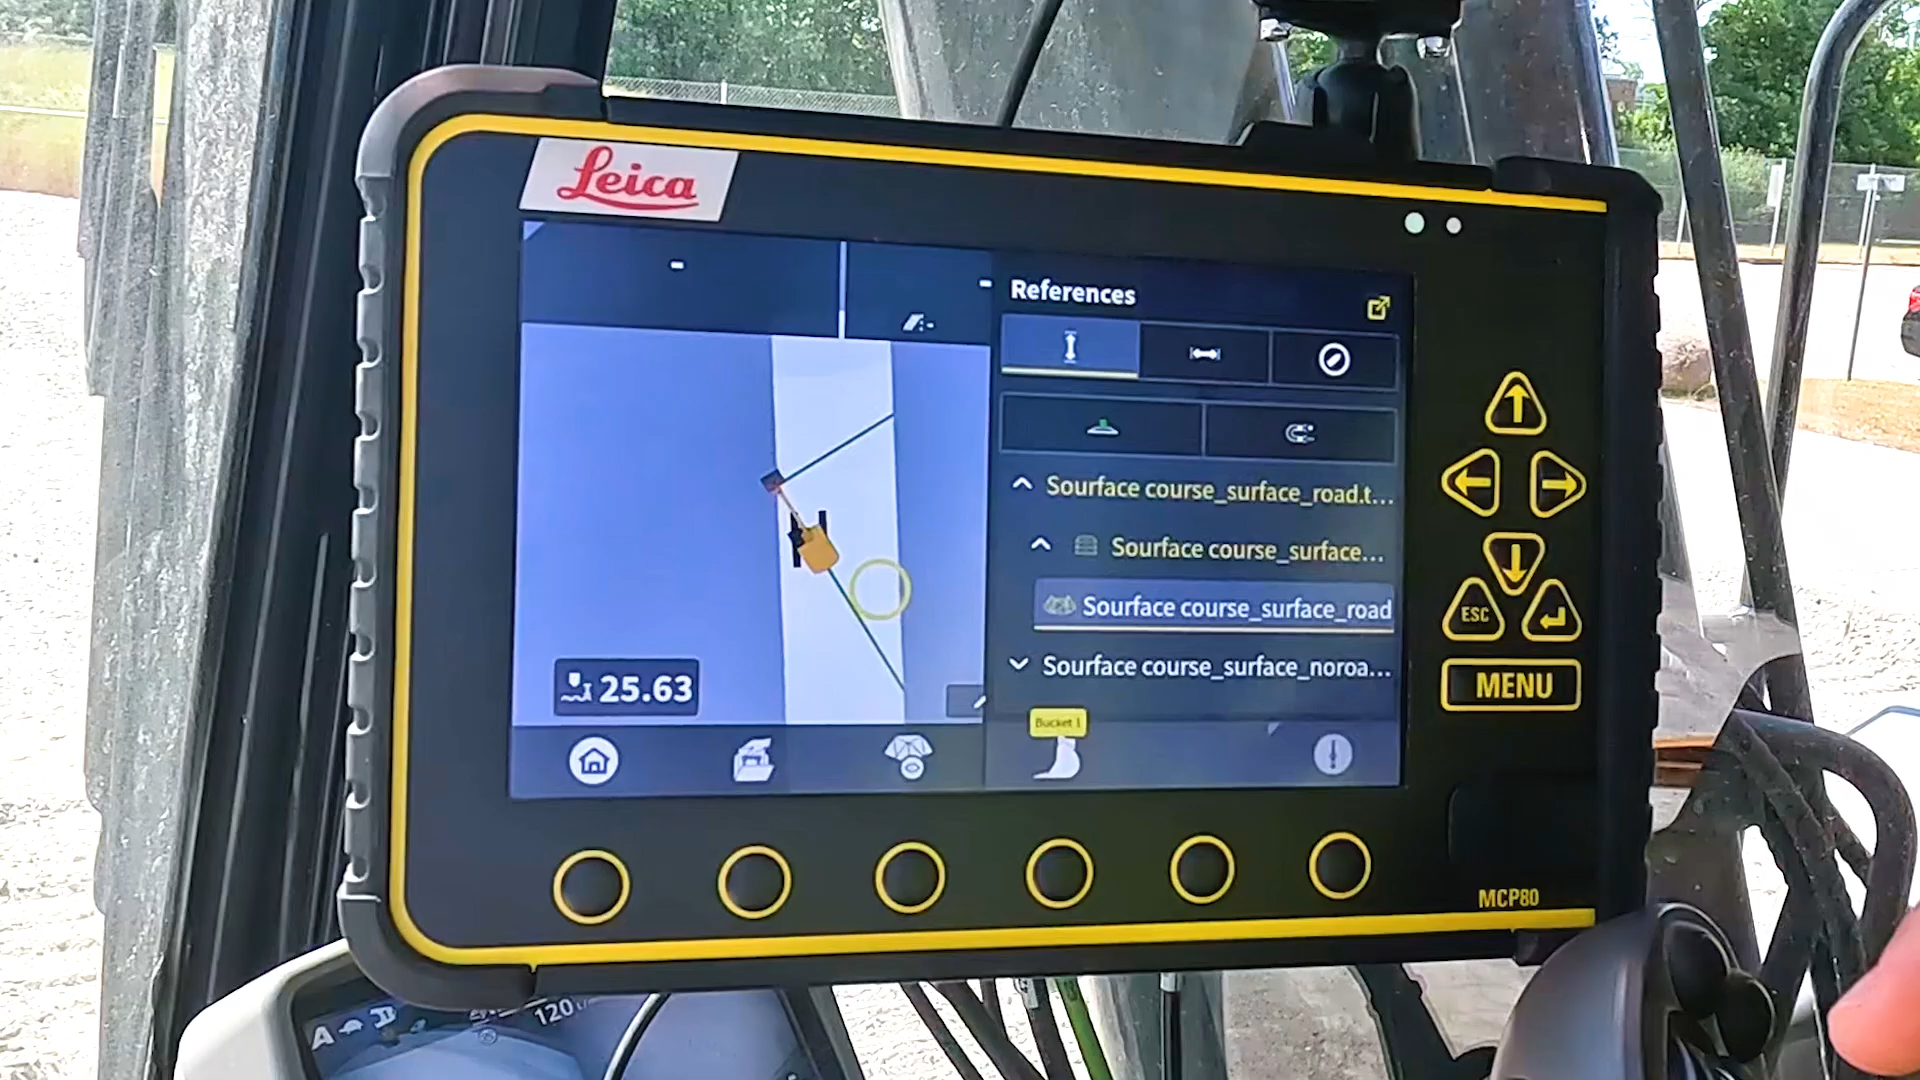 Leica
References
Sourface course_surface_road.t...
Sourface course_surface...
Sourface course_surface_road
Sourface course_surface_noroa...
25.63
Bucket 1
ESC
MENU
MCP80
A
120